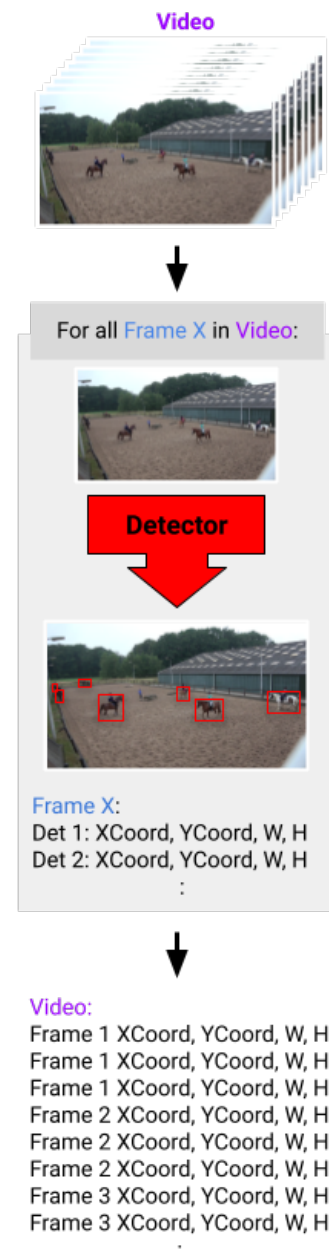 Video
For all Frame X in Video:
Detector
Frame X:
Det 1: XCoord, YCoord, W, H
Det 2: XCoord, YCoord, W, H
:
Video:
Frame 1 XCoord, YCoord, W, H
Frame 1 XCoord, YCoord, W, H
Frame 1 XCoord, YCoord, W, H
Frame 2 XCoord, YCoord, W, H
Frame 2 XCoord, YCoord, W, H
Frame 2 XCoord, YCoord, W, H
Frame 3 XCoord, YCoord, W, H
Frame 3 XCoord, YCoord, W, H
: